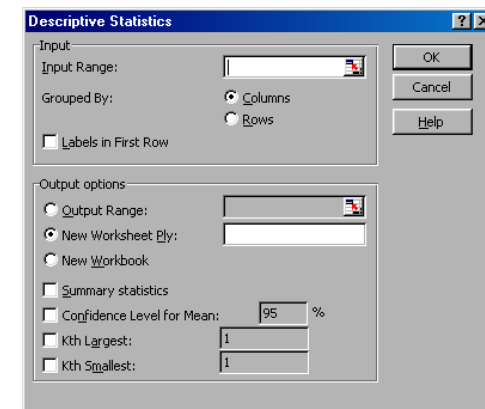 Descriptive Statistics
Input
Input Range:
Grouped By:
Columns
Rows
Labels in First Row
OK
Cancel
Help
Output options
Output Range:
New Worksheet Ply:
New Workbook
Summary statistics
Confidence Level for Mean: 95 %
Kth Largest: 1
Kth Smallest: 1